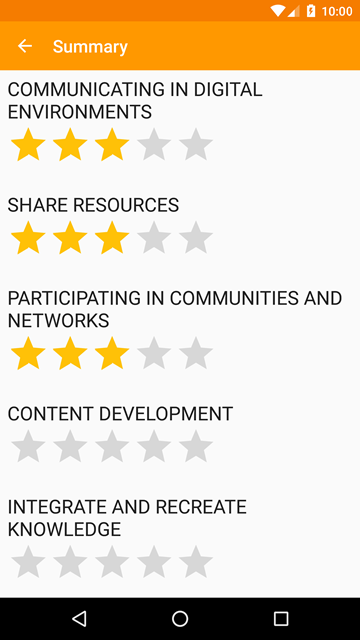 10:00
Summary
COMMUNICATING IN DIGITAL
ENVIRONMENTS
SHARE RESOURCES
PARTICIPATING IN COMMUNITIES AND
NETWORKS
CONTENT DEVELOPMENT
INTEGRATE AND RECREATE
KNOWLEDGE